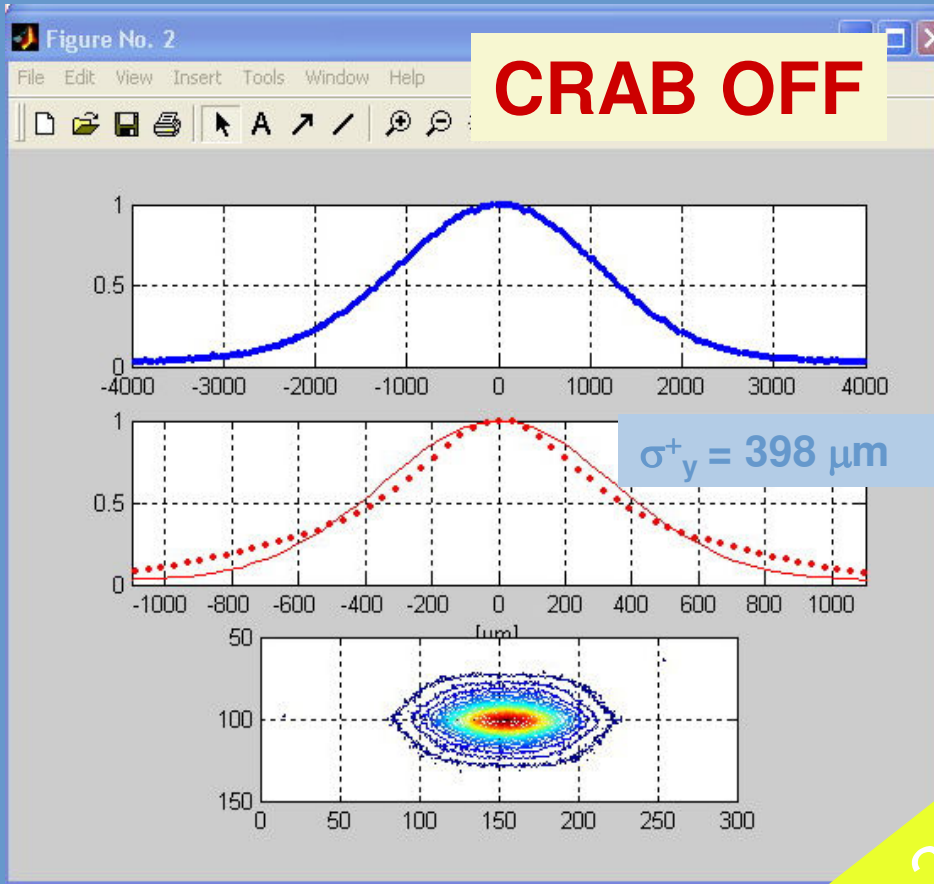 Figure No. 2
CRAB OFF
File Edit View Insert Tools Window Help
A
1
0.5
0
-4000 -3000 -2000 -1000 0 1000 2000 3000 4000
1
σ⁺y = 398 μm
0.5
0
-1000 -800 -600 -400 -200 0 200 400 600 800 1000
[um]
50
100
150
0 50 100 150 200 250 300